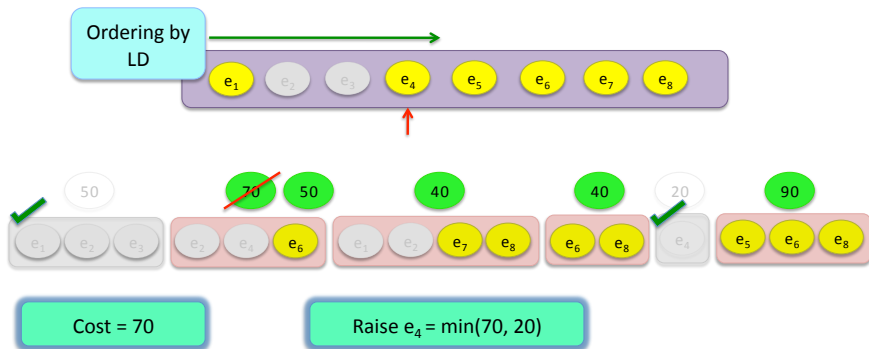 Ordering by
LD
e₁ e₂ e₃ e₄ e₅ e₆ e₇ e₈
50 70 50 40 40 20 90
e₁ e₂ e₃ e₂ e₄ e₆ e₁ e₂ e₇ e₈ e₆ e₈ e₄ e₅ e₆ e₈
Cost = 70 Raise e₄ = min(70, 20)